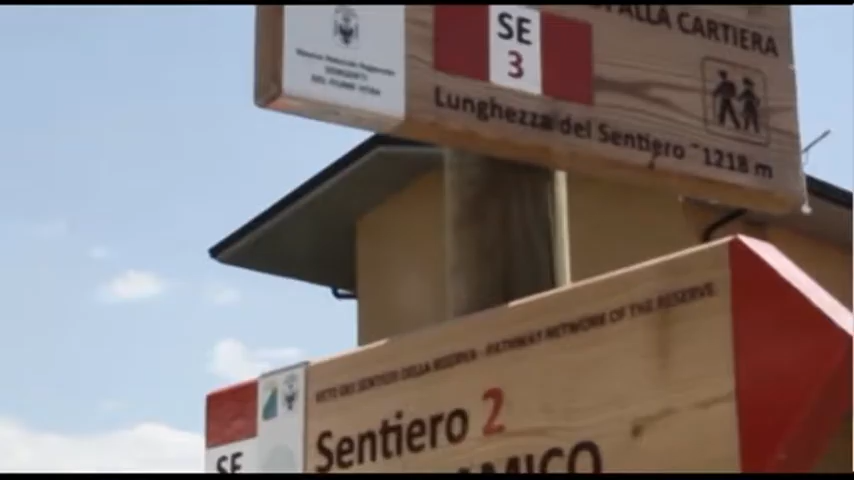 ALLA CARTIERA
SE
3
Lunghezza del Sentiero ~1218 m
RETE DEI SENTIERI DELLA RISERVA - PATHWAY NETWORK OF THE RESERVE
Sentiero 2
SE
AMICO